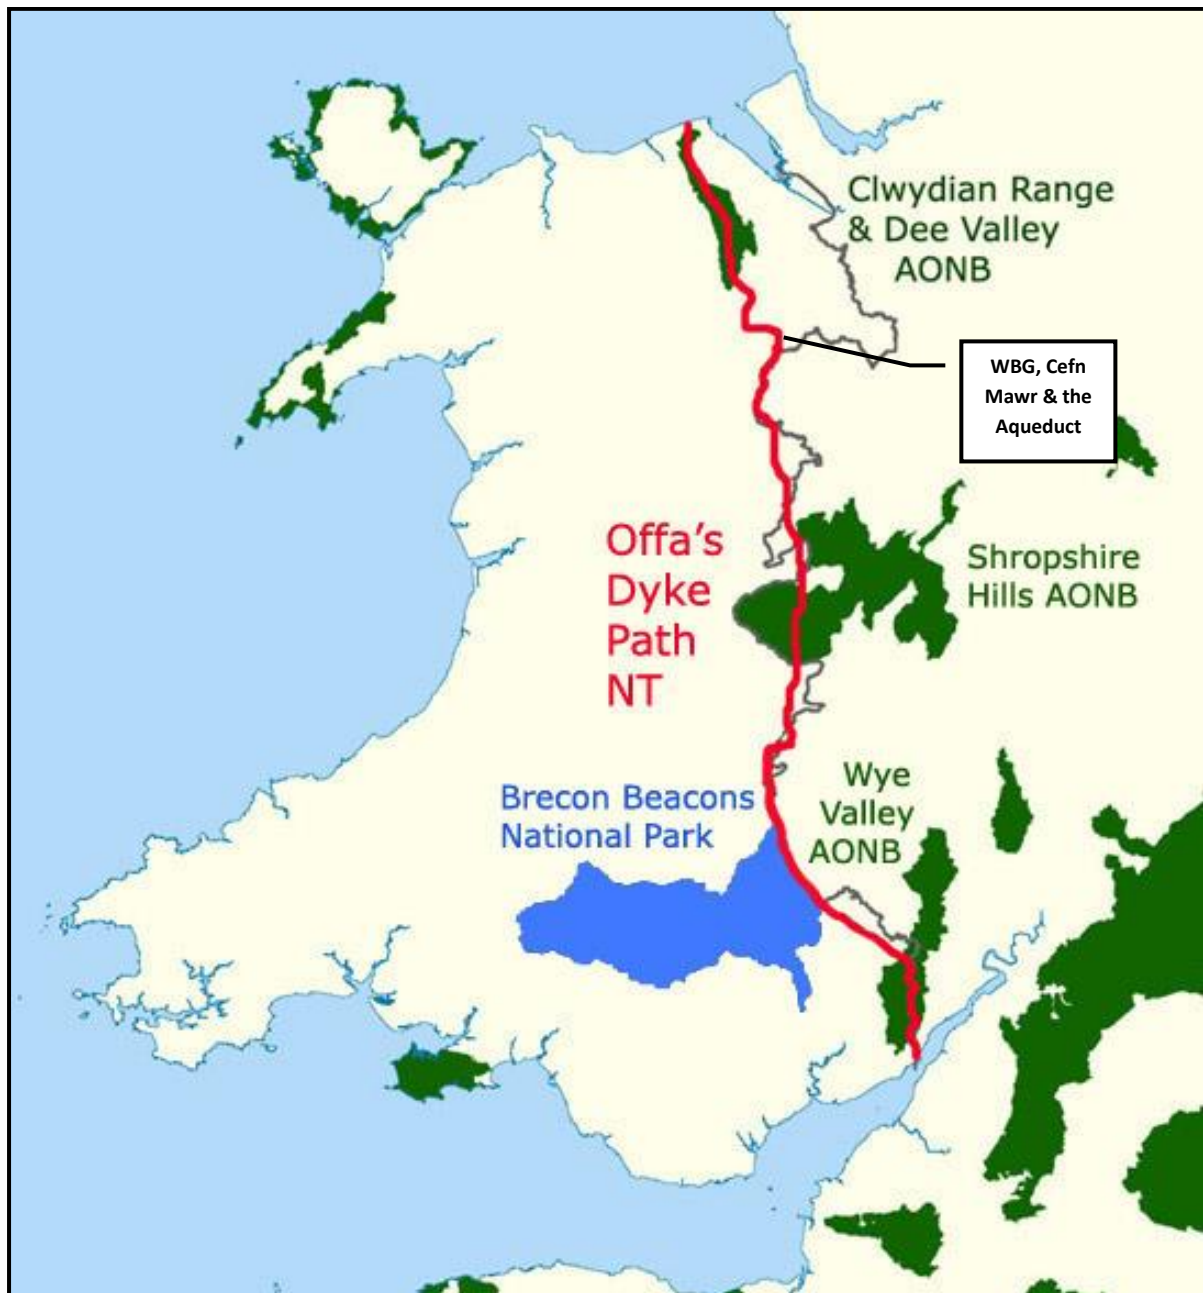 Clwydian Range
& Dee Valley
AONB
WBG, Cefn
Mawr & the
Aqueduct
Offa's
Dyke
Path
NT
Shropshire
Hills AONB
Brecon Beacons
National Park
Wye
Valley
AONB